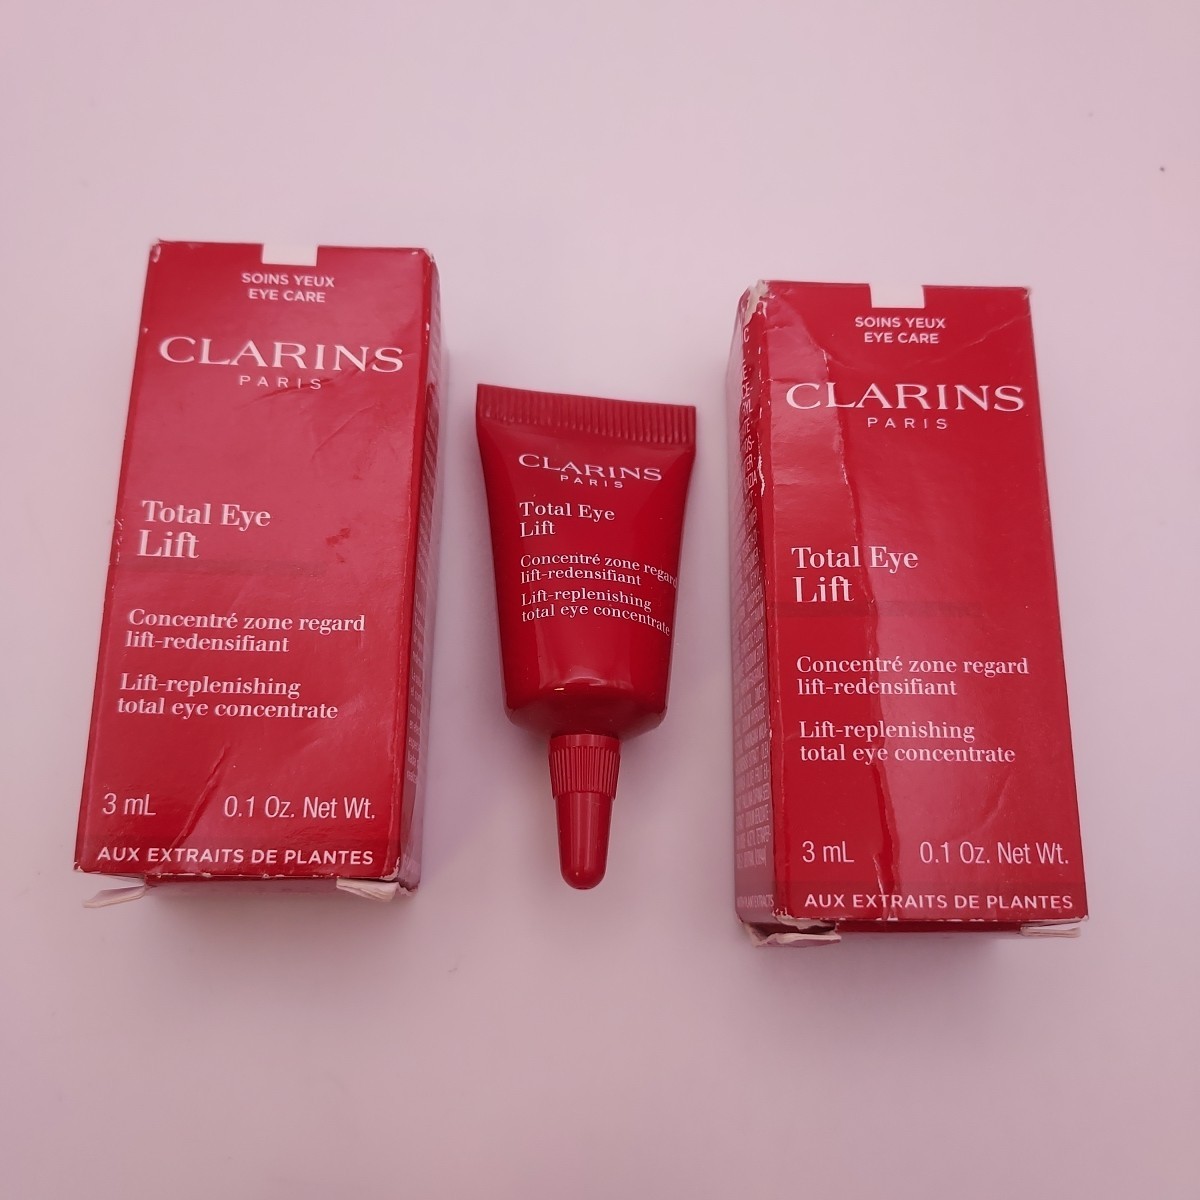 SOINS YEUX
EYE CARE
CLARINS
PARIS
Total Eye
Lift
Concentré zone regard
lift-redensifiant
Lift-replenishing
total eye concentrate
3 mL 0.1 Oz. Net Wt.
AUX EXTRAITS DE PLANTES
CLARINS
PARIS
Total Eye
Lift
Concentré zone regard
lift-redensifiant
Lift-replenishing
total eye concentrate
SOINS YEUX
EYE CARE
CLARINS
PARIS
Total Eye
Lift
Concentré zone regard
lift-redensifiant
Lift-replenishing
total eye concentrate
3 mL 0.1 Oz. Net Wt.
AUX EXTRAITS DE PLANTES